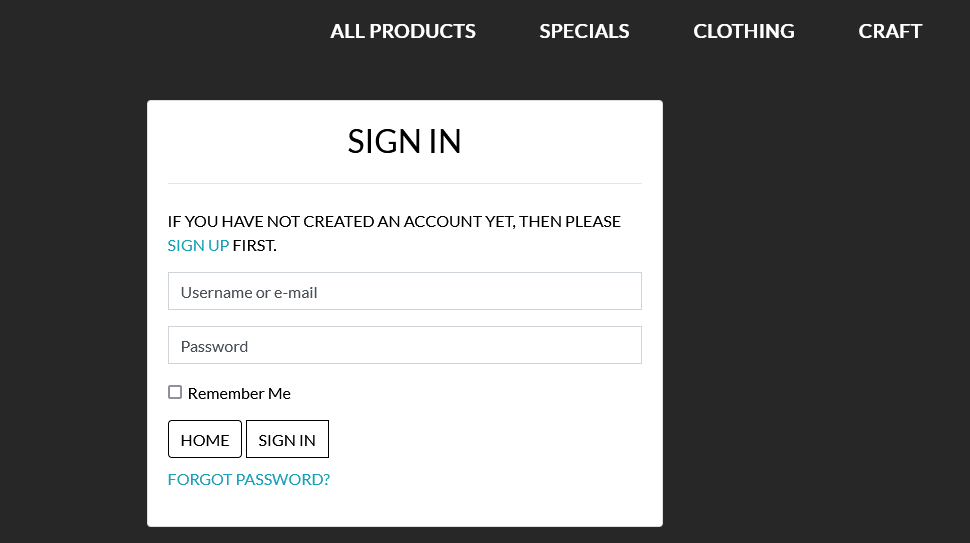 ALL PRODUCTS SPECIALS CLOTHING CRAFT
SIGN IN
IF YOU HAVE NOT CREATED AN ACCOUNT YET, THEN PLEASE
SIGN UP FIRST.
Username or e-mail
Password
Remember Me
HOME SIGN IN
FORGOT PASSWORD?